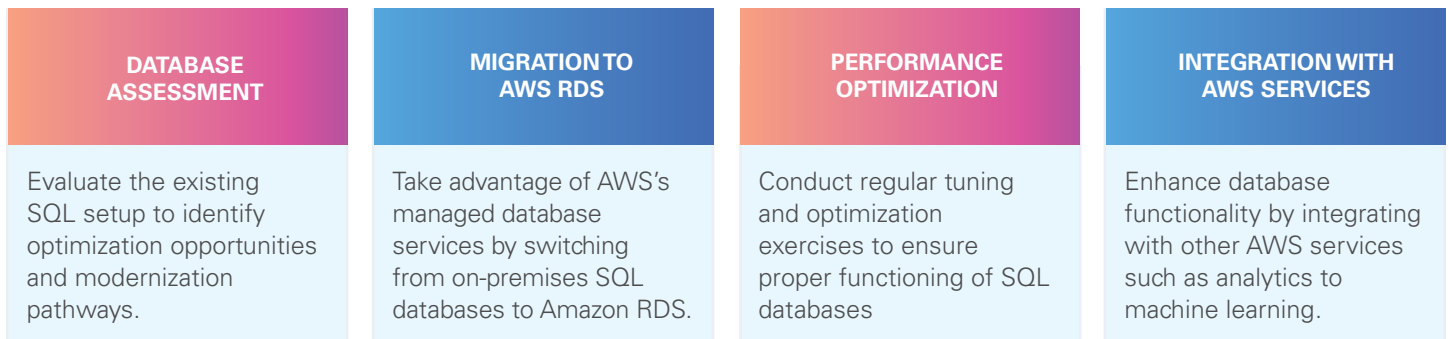 DATABASE
ASSESSMENT
Evaluate the existing
SQL setup to identify
optimization opportunities
and modernization
pathways.
MIGRATION TO
AWS RDS
Take advantage of AWS’s
managed database
services by switching
from on-premises SQL
databases to Amazon RDS.
PERFORMANCE
OPTIMIZATION
Conduct regular tuning
and optimization
exercises to ensure
proper functioning of SQL
databases
INTEGRATION WITH
AWS SERVICES
Enhance database
functionality by integrating
with other AWS services
such as analytics to
machine learning.